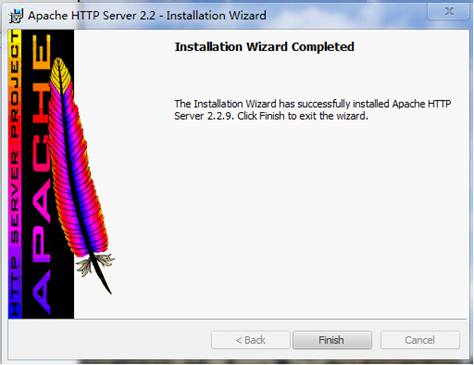 Apache HTTP Server 2.2 - Installation Wizard
HTTP SERVER PROJECT
APACHE
Installation Wizard Completed
The Installation Wizard has successfully installed Apache HTTP
Server 2.2.9. Click Finish to exit the wizard.
< Back
Finish
Cancel